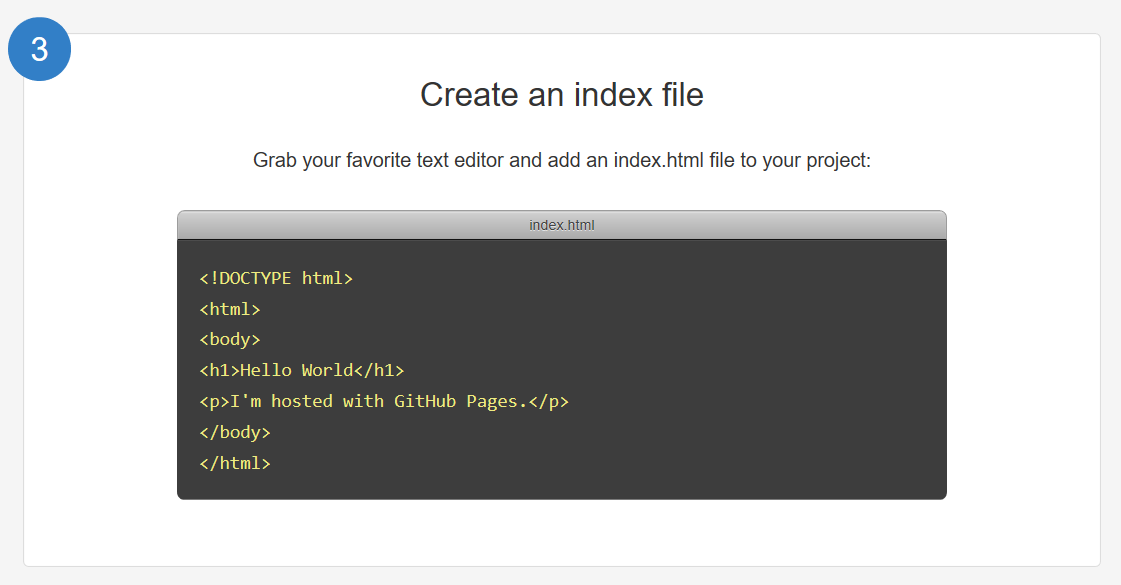 3
Create an index file
Grab your favorite text editor and add an index.html file to your project:
index.html
<!DOCTYPE html>
<html>
<body>
<h1>Hello World</h1>
<p>I'm hosted with GitHub Pages.</p>
</body>
</html>